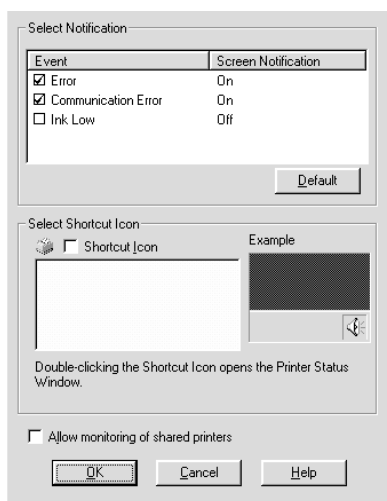 Select Notification
Event Screen Notification
Error On
Communication Error On
Ink Low Off
Default
Select Shortcut Icon
Shortcut Icon
Example
Double-clicking the Shortcut Icon opens the Printer Status
Window.
Allow monitoring of shared printers
OK Cancel Help